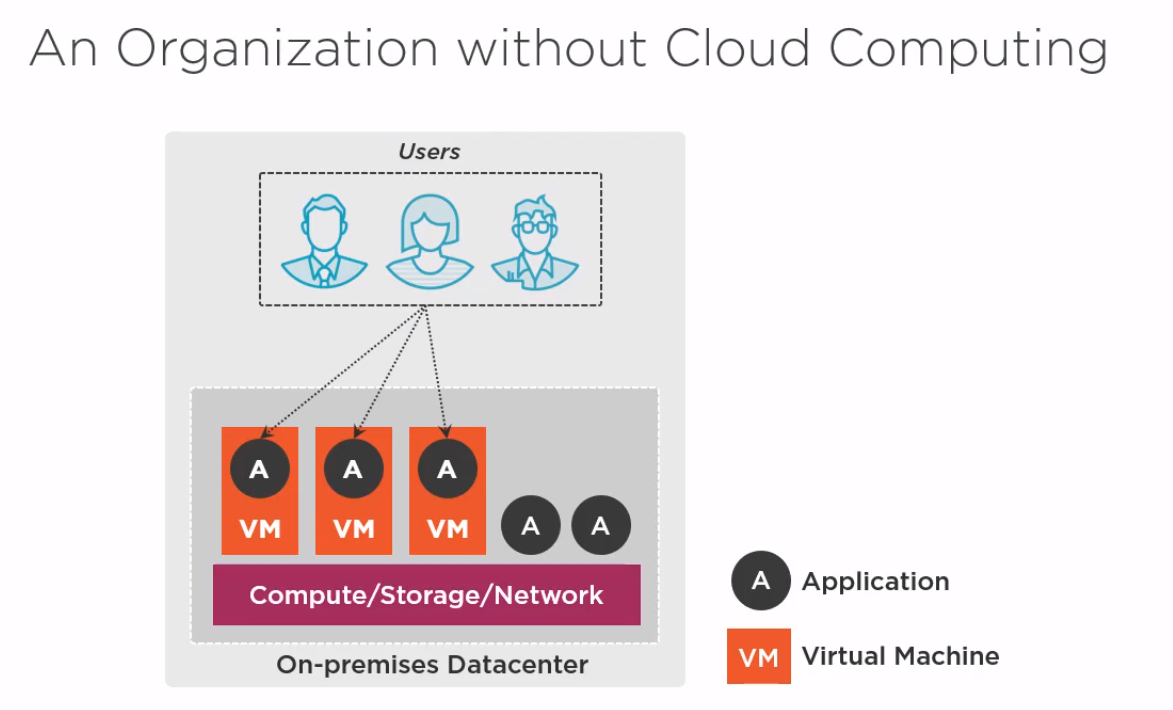 An Organization without Cloud Computing
Users
A
A
A
VM
VM
VM
A
A
Compute/Storage/Network
On-premises Datacenter
A Application
VM Virtual Machine